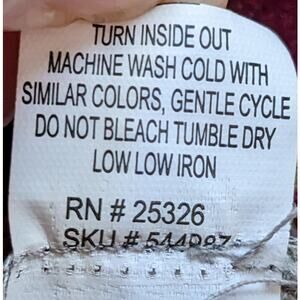 TURN INSIDE OUT
MACHINE WASH COLD WITH
SIMILAR COLORS, GENTLE CYCLE
DO NOT BLEACH TUMBLE DRY
LOW LOW IRON
RN # 25326
SKU #